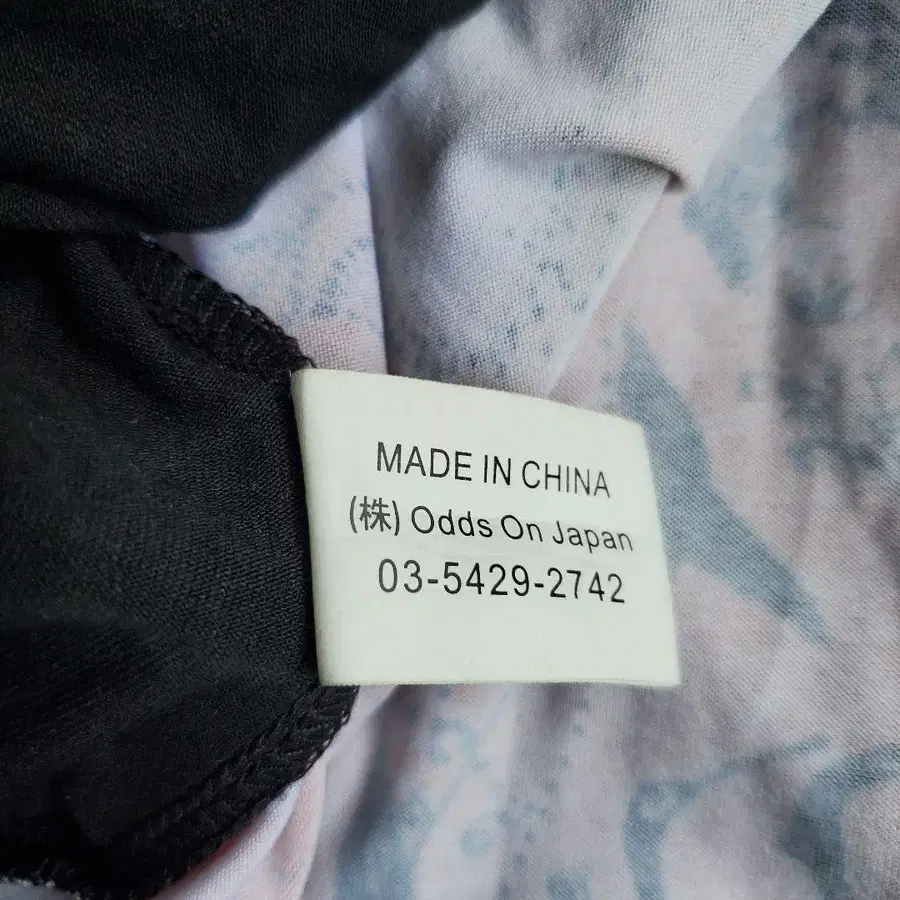 MADE IN CHINA
(株) Odds On Japan
03-5429-2742